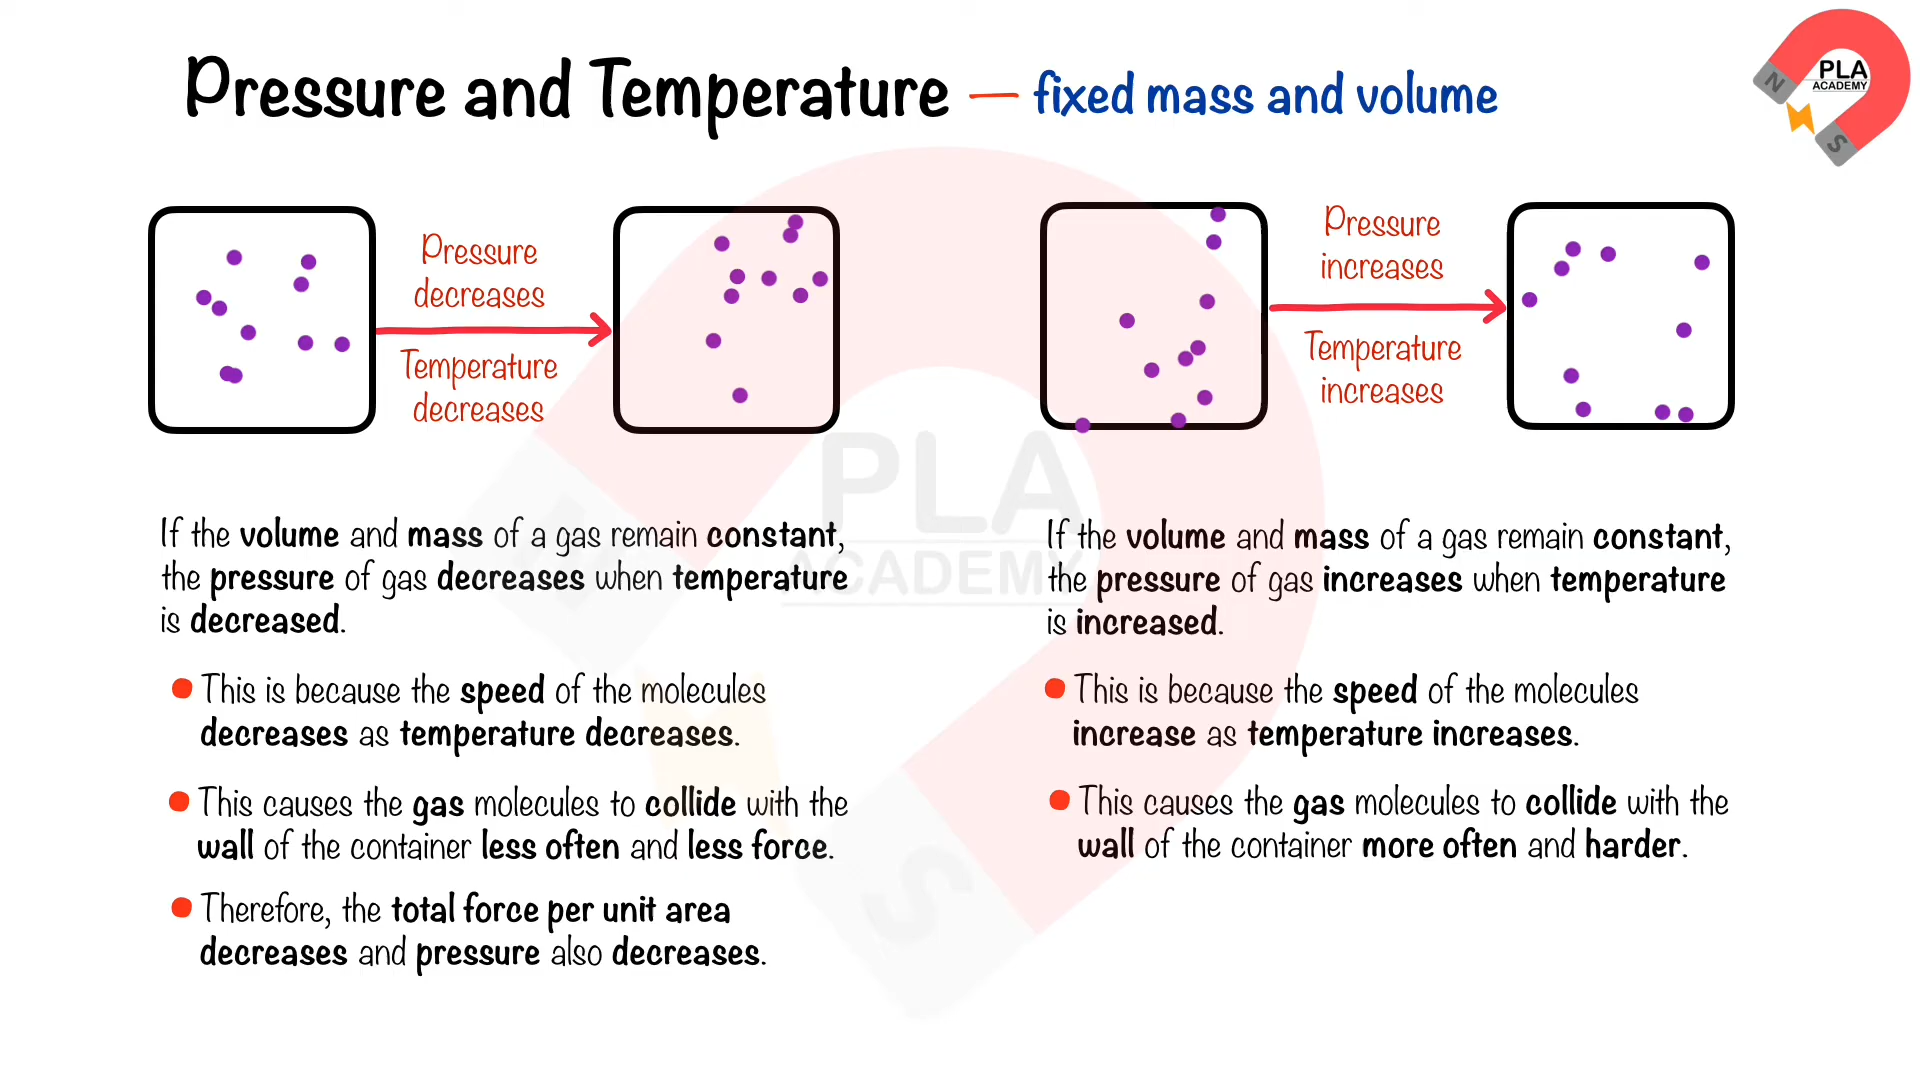 Pressure and Temperature — fixed mass and volume
PLA
ACADEMY
N
S
Pressure
decreases
Temperature
decreases
Pressure
increases
Temperature
increases
PLA
ACADEMY
S
If the volume and mass of a gas remain constant,
the pressure of gas decreases when temperature
is decreased.
This is because the speed of the molecules
decreases as temperature decreases.
This causes the gas molecules to collide with the
wall of the container less often and less force.
Therefore, the total force per unit area
decreases and pressure also decreases.
If the volume and mass of a gas remain constant,
the pressure of gas increases when temperature
is increased.
This is because the speed of the molecules
increase as temperature increases.
This causes the gas molecules to collide with the
wall of the container more often and harder.